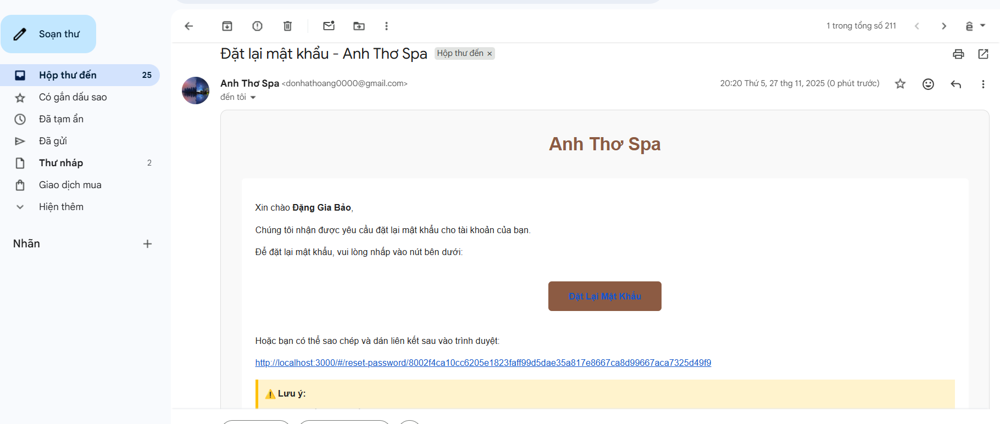 Soạn thư
1 trong tổng số 211
Đặt lại mật khẩu - Anh Thơ Spa
Hộp thư đến ×
Hộp thư đến 25
Có gắn dấu sao
Đã tạm ẩn
Đã gửi
Thư nháp 2
Giao dịch mua
Hiện thêm
Nhãn
Anh Thơ Spa <donhathoang0000@gmail.com>
20:20 Thứ 5, 27 thg 11, 2025 (0 phút trước)
đến tôi
Anh Thơ Spa
Xin chào Đặng Gia Bảo,
Chúng tôi nhận được yêu cầu đặt lại mật khẩu cho tài khoản của bạn.
Để đặt lại mật khẩu, vui lòng nhấp vào nút bên dưới:
Đặt Lại Mật Khẩu
Hoặc bạn có thể sao chép và dán liên kết sau vào trình duyệt:
http://localhost:3000/#/reset-password/8002f4ca10cc6205e1823faff99d5dae35a817e8667ca8d99667aca7325d49f9
⚠️ Lưu ý: